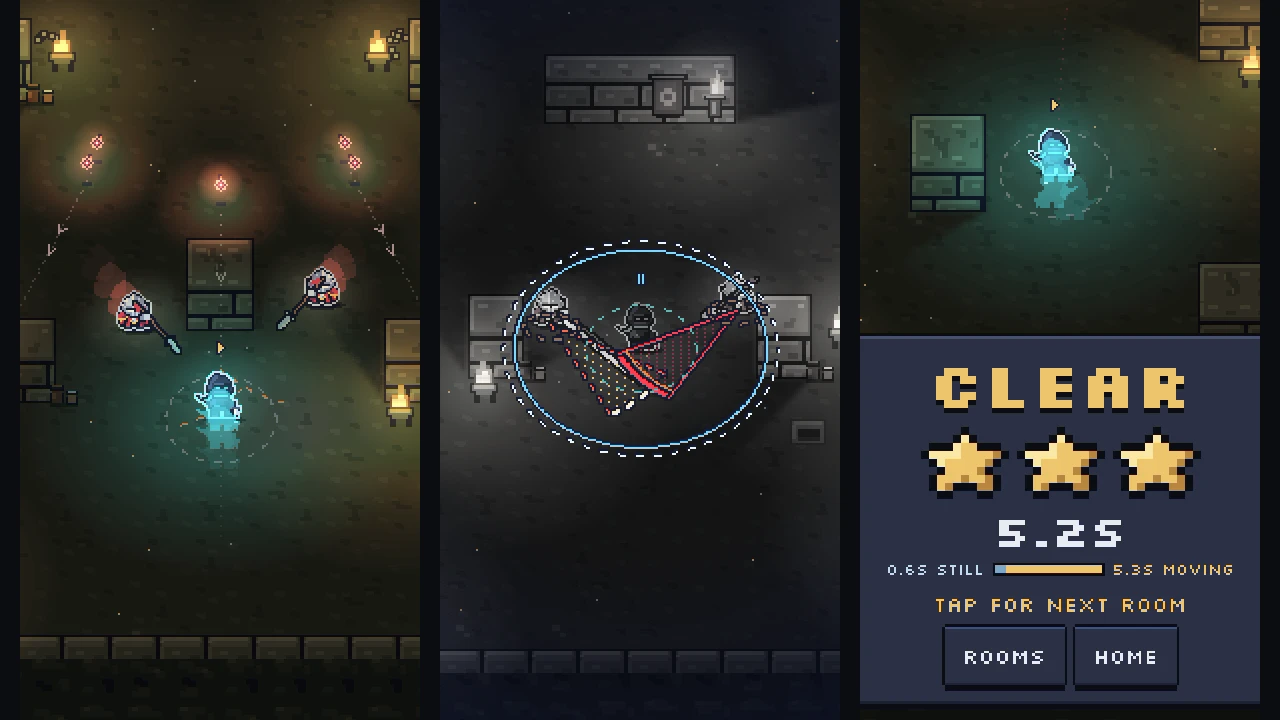 CLEAR
5.2S
0.6S STILL 5.3S MOVING
TAP FOR NEXT ROOM
ROOMS HOME